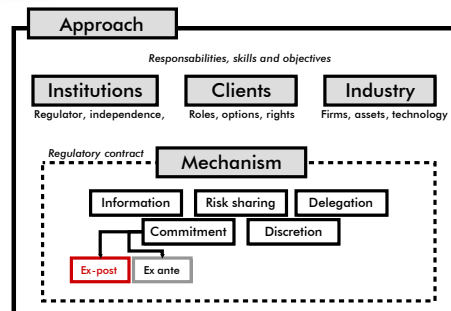 Approach
Responsabilities, skills and objectives
Institutions Clients Industry
Regulator, independence, Roles, options, rights Firms, assets, technology
Regulatory contract
Mechanism
Information Risk sharing Delegation
Commitment Discretion
Ex-post Ex ante